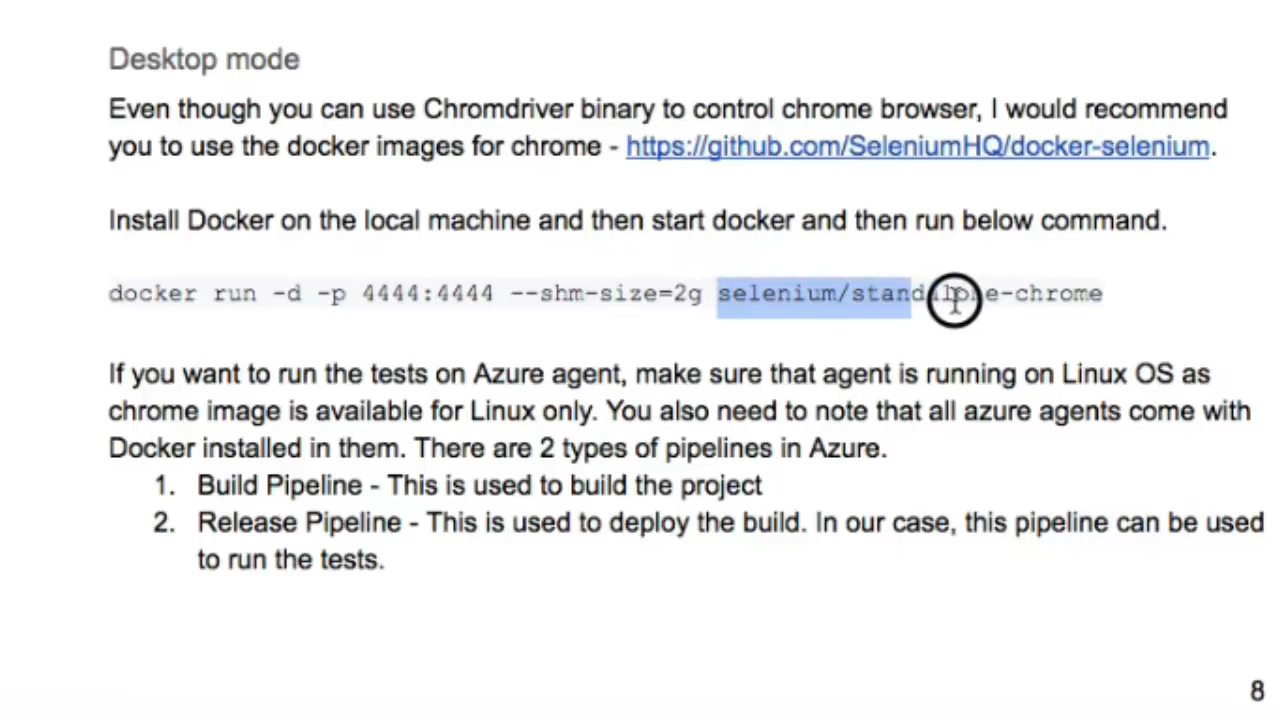 Desktop mode
Even though you can use Chromdriver binary to control chrome browser, I would recommend
you to use the docker images for chrome - https://github.com/SeleniumHQ/docker-selenium.
Install Docker on the local machine and then start docker and then run below command.
docker run -d -p 4444:4444 --shm-size=2g selenium/standalone-chrome
If you want to run the tests on Azure agent, make sure that agent is running on Linux OS as
chrome image is available for Linux only. You also need to note that all azure agents come with
Docker installed in them. There are 2 types of pipelines in Azure.
1. Build Pipeline - This is used to build the project
2. Release Pipeline - This is used to deploy the build. In our case, this pipeline can be used
to run the tests.
8